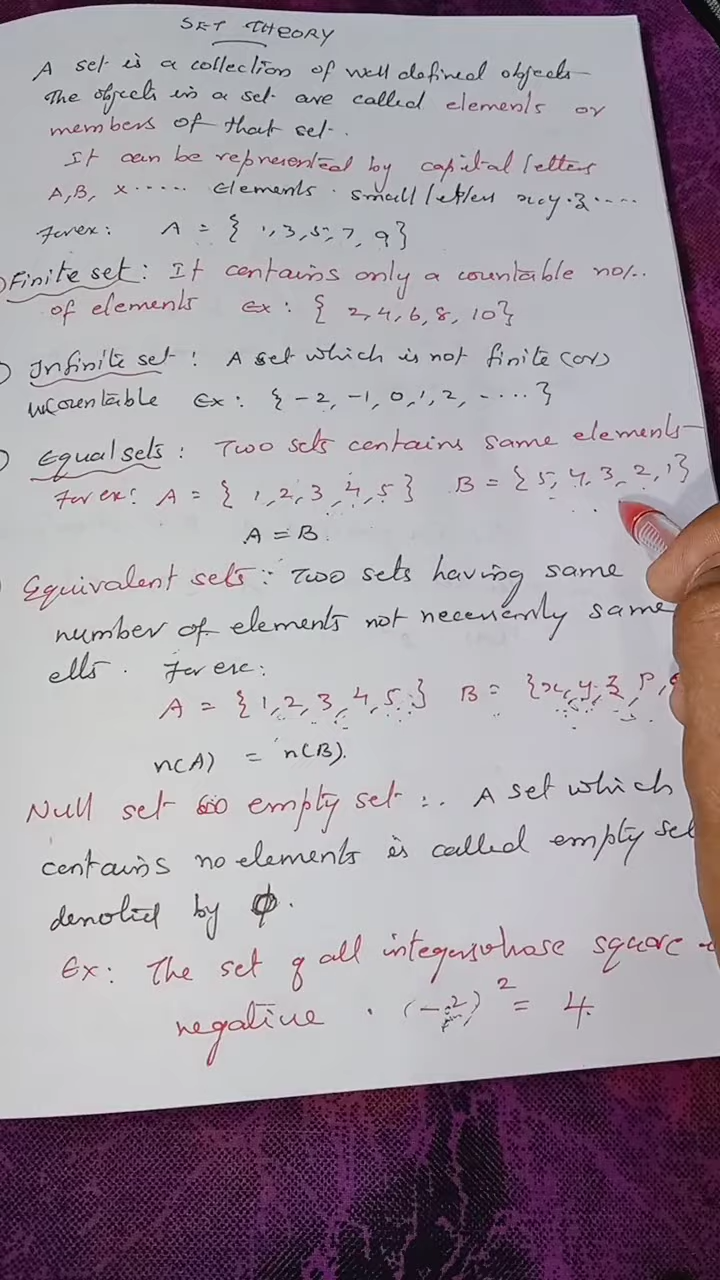 SET THEORY
A set is a collection of well defined objects
The objects in a set are called elements or
members of that set.
It can be represented by capital letters
A, B, X ..... Elements . small letters x, y, z ....
For ex: A = { 1, 3, 5, 7, 9}
Finite set: It contains only a countable no/..
of elements Ex: { 2, 4, 6, 8, 10}
Infinite set: A set which is not finite (or)
uncountable Ex: { -2, -1, 0, 1, 2, ..... }
Equal sets: Two sets contains same elements
For ex: A = { 1, 2, 3, 4, 5 } B = { 5, 4, 3, 2, 1}
A = B.
Equivalent sets: Two sets having same
number of elements not necessarily same
ells. For ex:
A = { 1, 2, 3, 4, 5 } B = { x, y, z, p,
n(A) = n(B).
Null set empty set :. A set which
contains no elements is called empty set
denoted by ϕ.
Ex: The set of all integers whose square
negative . (-2)² = 4.